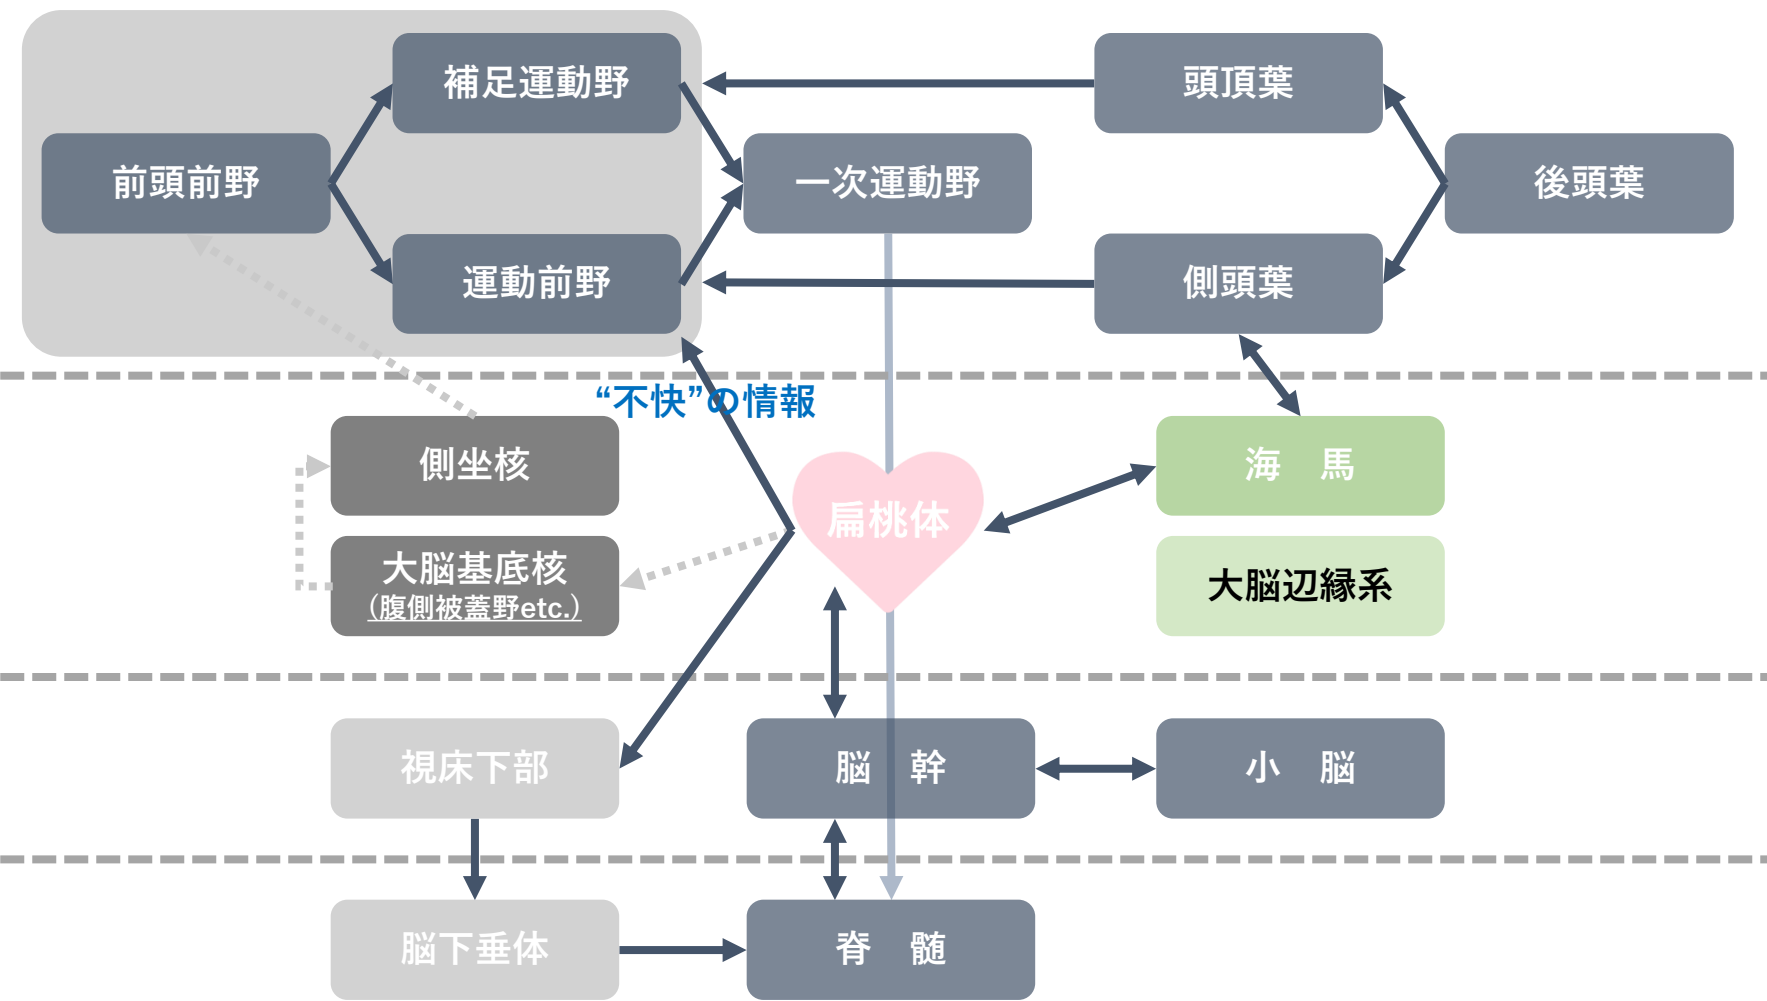 補足運動野
頭頂葉
前頭前野
一次運動野
後頭葉
運動前野
側頭葉
“不快”の情報
側坐核
扁桃体
海　馬
大脳基底核
（腹側被蓋野etc.）
大脳辺縁系
視床下部
脳　幹
小　脳
脳下垂体
脊　髄